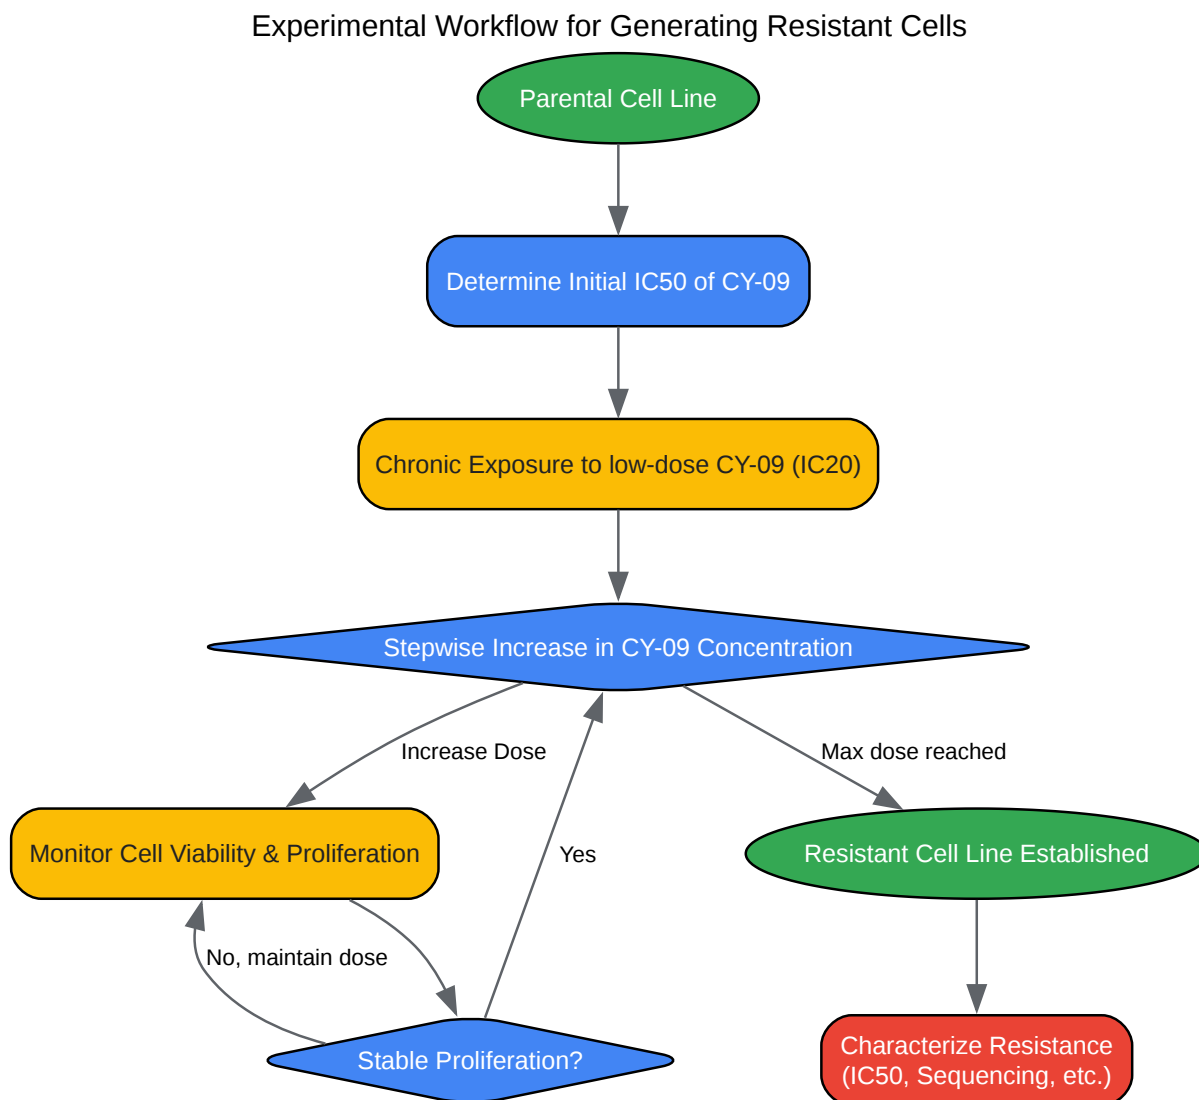 Experimental Workflow for Generating Resistant Cells
Parental Cell Line
Determine Initial IC50 of CY-09
Chronic Exposure to low-dose CY-09 (IC20)
Stepwise Increase in CY-09 Concentration
Increase Dose
Max dose reached
Monitor Cell Viability & Proliferation
Yes
Resistant Cell Line Established
No, maintain dose
Stable Proliferation?
Characterize Resistance
(IC50, Sequencing, etc.)